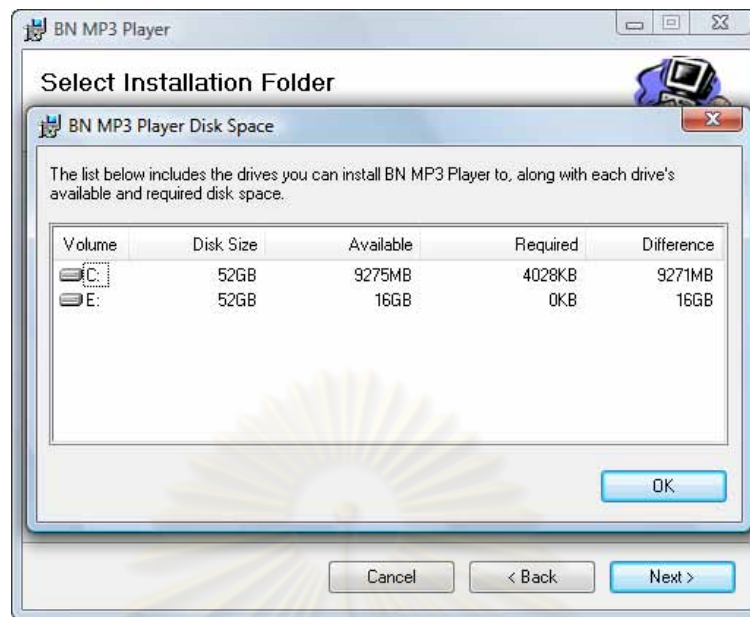 BN MP3 Player
Select Installation Folder
BN MP3 Player Disk Space
The list below includes the drives you can install BN MP3 Player to, along with each drive's
available and required disk space.
Volume Disk Size Available Required Difference
C: 52GB 9275MB 4028KB 9271MB
E: 52GB 16GB 0KB 16GB
OK
Cancel < Back Next >